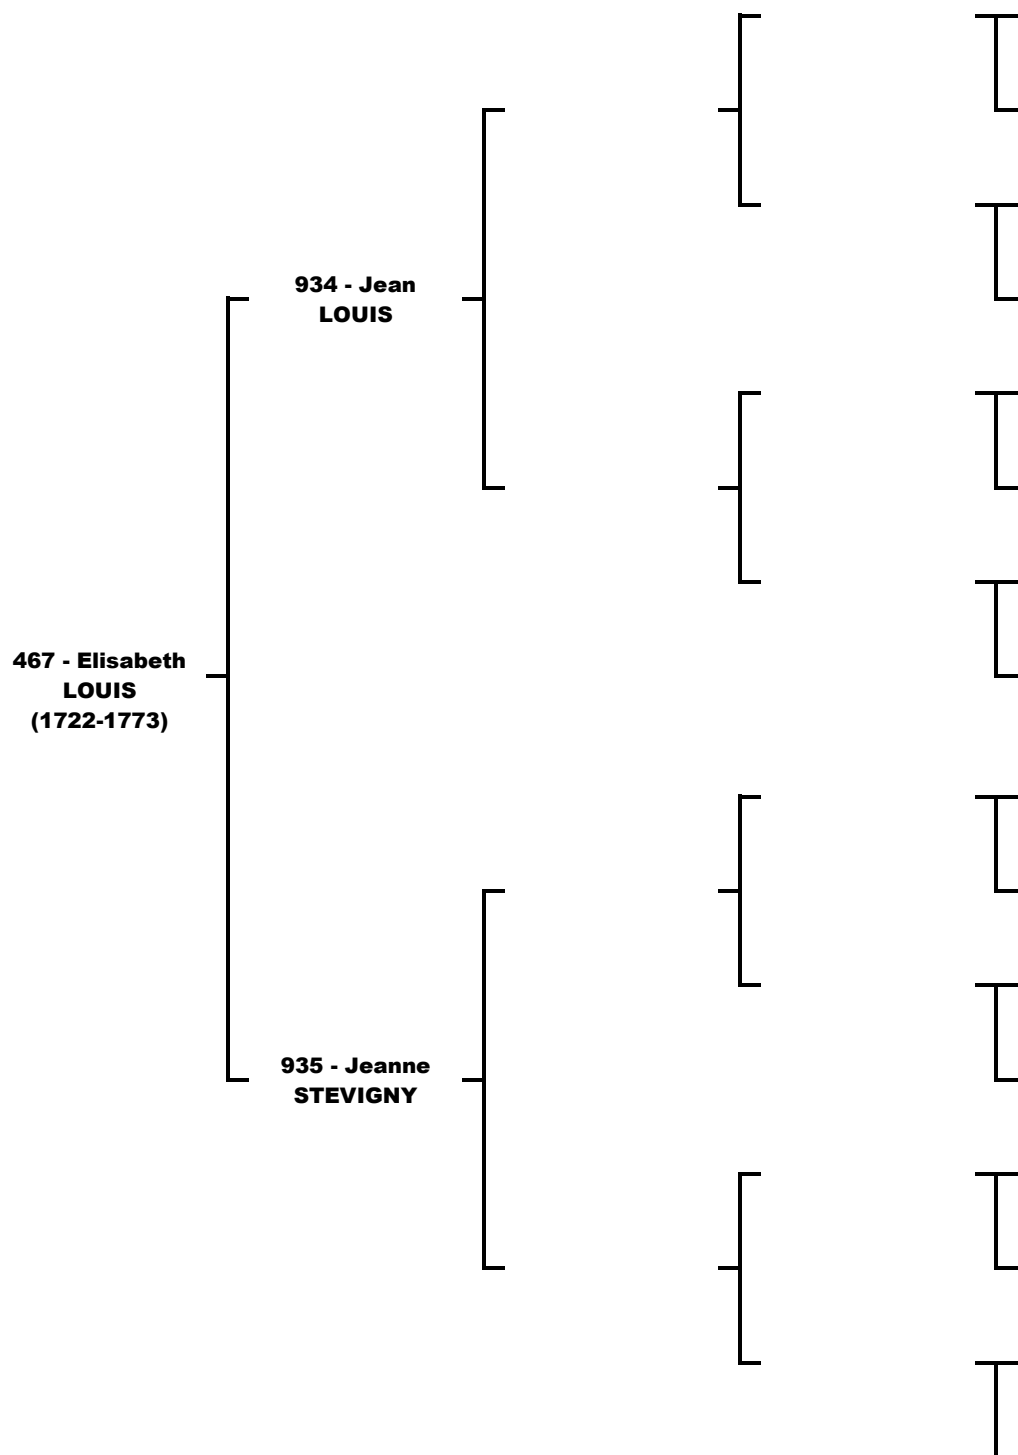 934 - Jean
LOUIS
467 - Elisabeth
LOUIS
(1722-1773)
935 - Jeanne
STEVIGNY